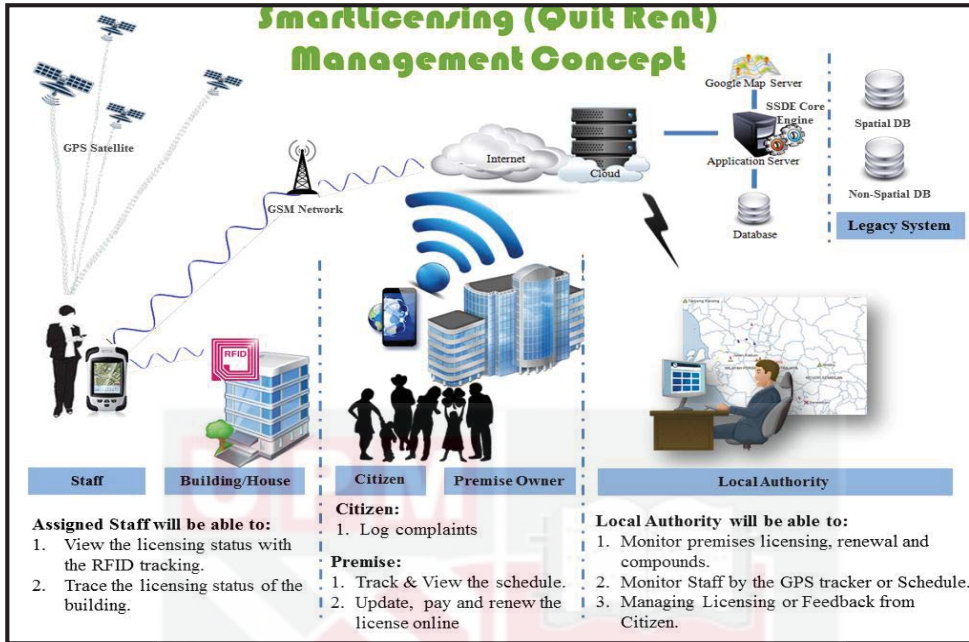 SmartLicensing (Quit Rent)
Management Concept
GPS Satellite
GSM Network
Internet
Cloud
Google Map Server
SSDE Core
Engine
Application Server
Database
Spatial DB
Non-Spatial DB
Legacy System
RFID
Staff
Building/House
Citizen
Premise Owner
Local Authority
Assigned Staff will be able to:
1. View the licensing status with
the RFID tracking.
2. Trace the licensing status of the
building.
Citizen:
1. Log complaints
Premise:
1. Track & View the schedule.
2. Update, pay and renew the
license online
Local Authority will be able to:
1. Monitor premises licensing, renewal and
compounds.
2. Monitor Staff by the GPS tracker or Schedule.
3. Managing Licensing or Feedback from
Citizen.
UPM